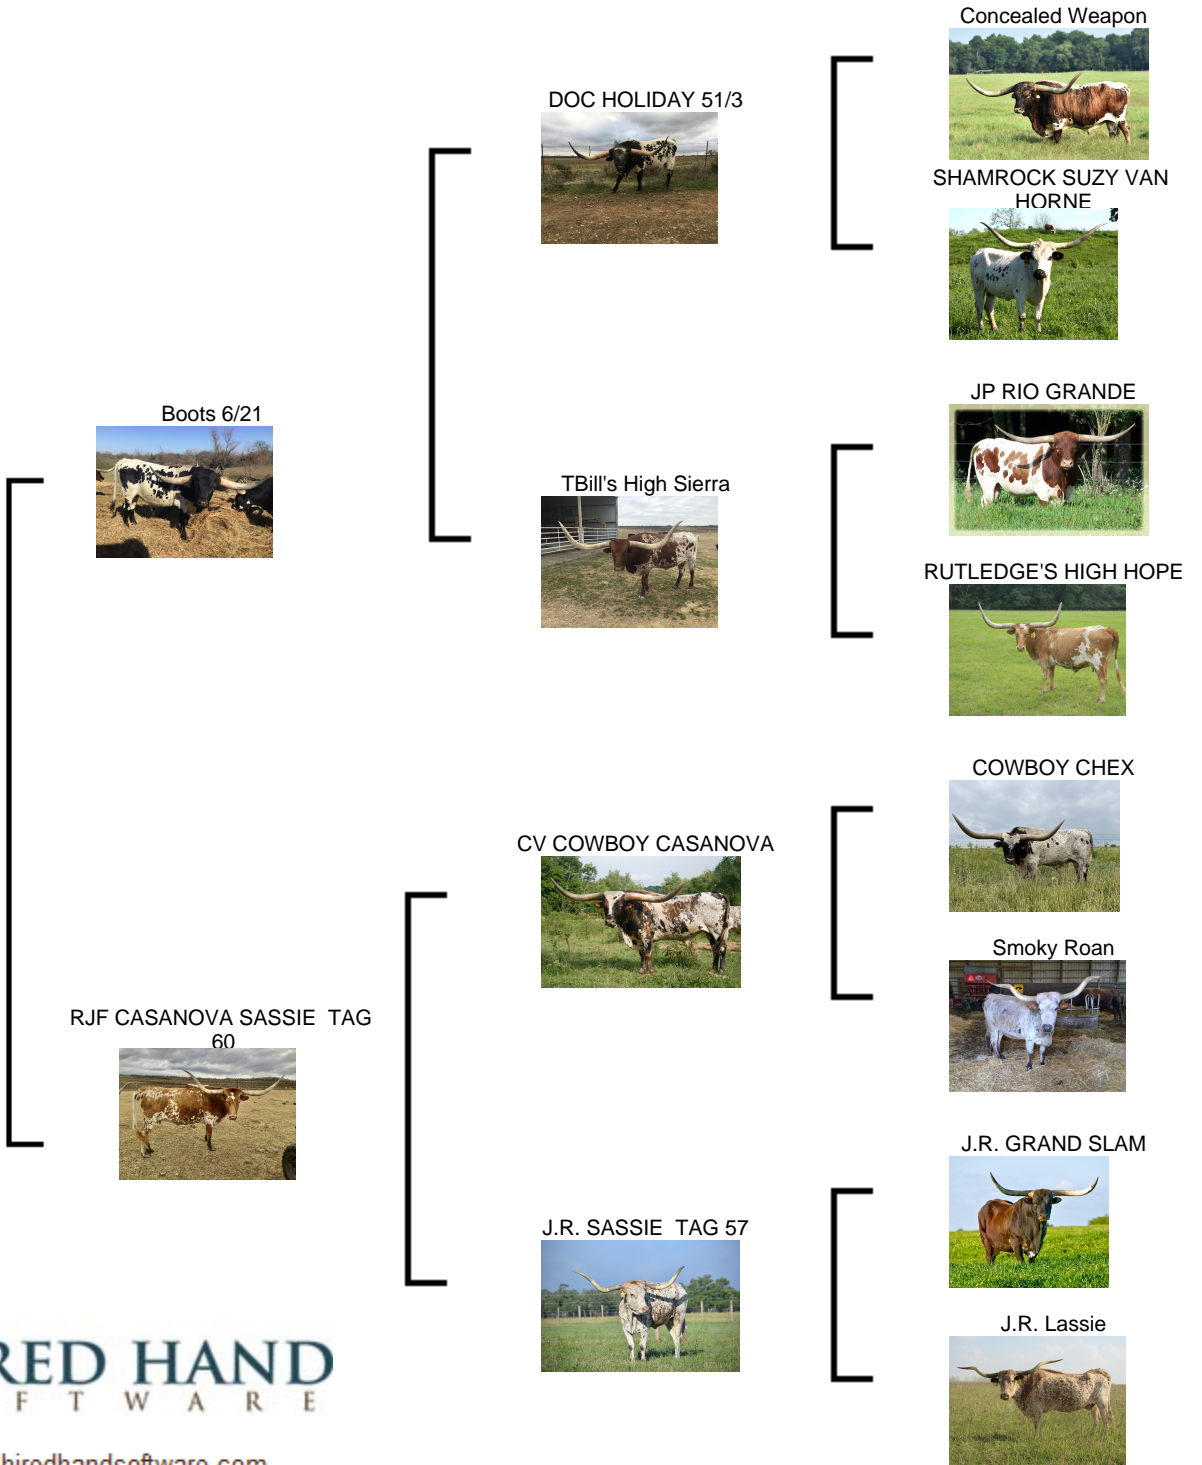 Concealed Weapon
DOC HOLIDAY 51/3
SHAMROCK SUZY VAN
HORNE
JP RIO GRANDE
Boots 6/21
TBill's High Sierra
RUTLEDGE'S HIGH HOPE
COWBOY CHEX
CV COWBOY CASANOVA
Smoky Roan
RJF CASANOVA SASSIE  TAG
60
J.R. GRAND SLAM
J.R. SASSIE  TAG 57
J.R. Lassie
RED HAND
F T W A R E
hiredhandsoftware.com